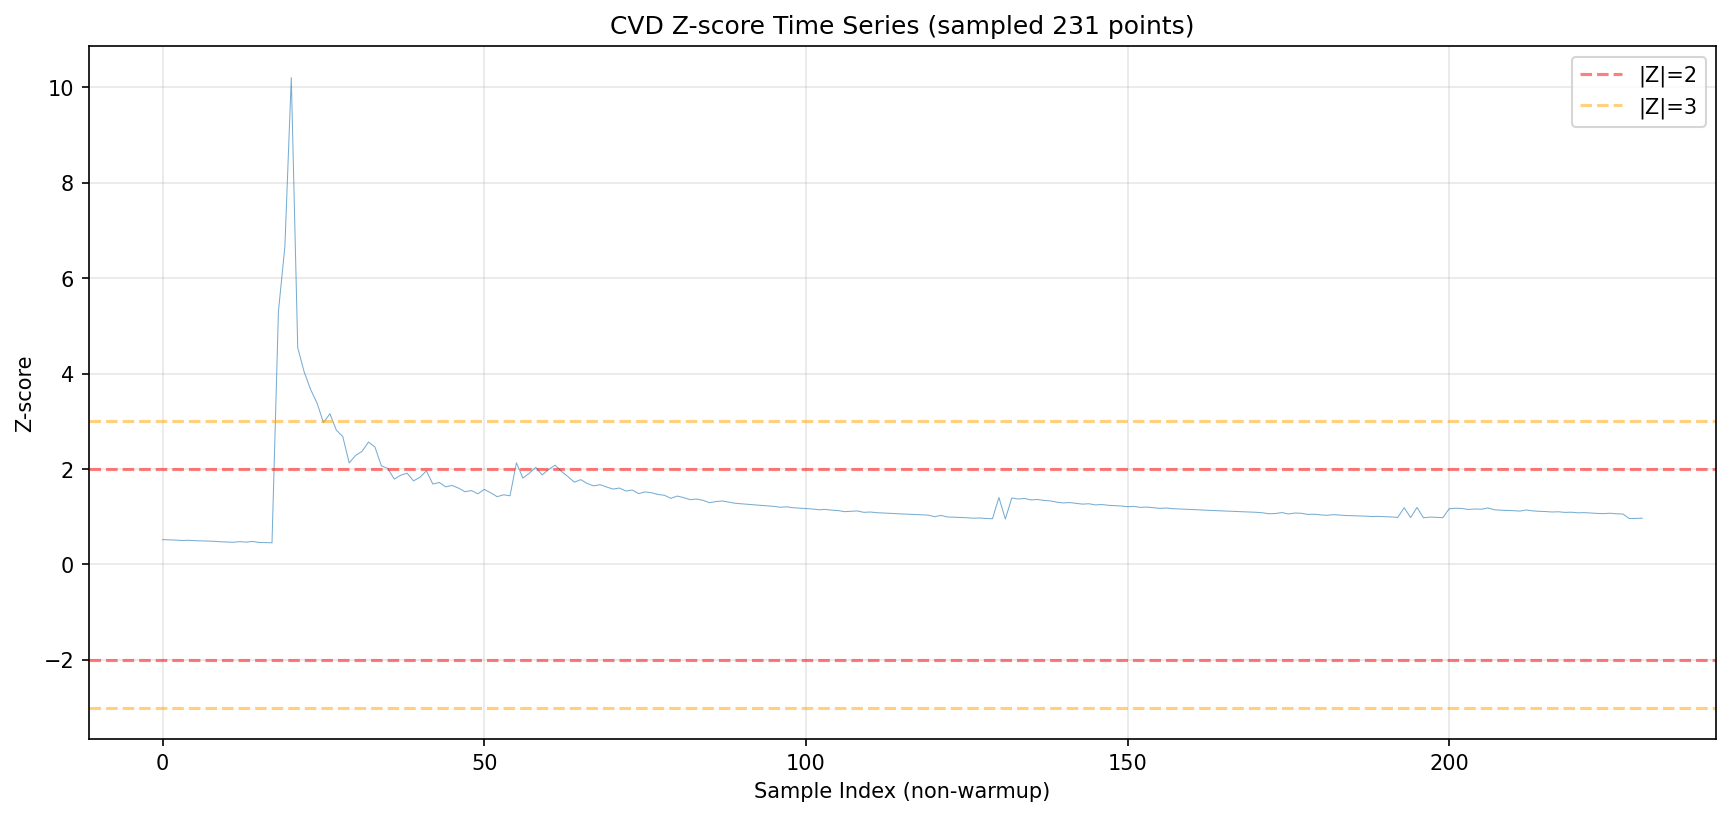 CVD Z-score Time Series (sampled 231 points)
|Z|=2
|Z|=3
10
8
6
4
2
0
−2
Z-score
0 50 100 150 200
Sample Index (non-warmup)